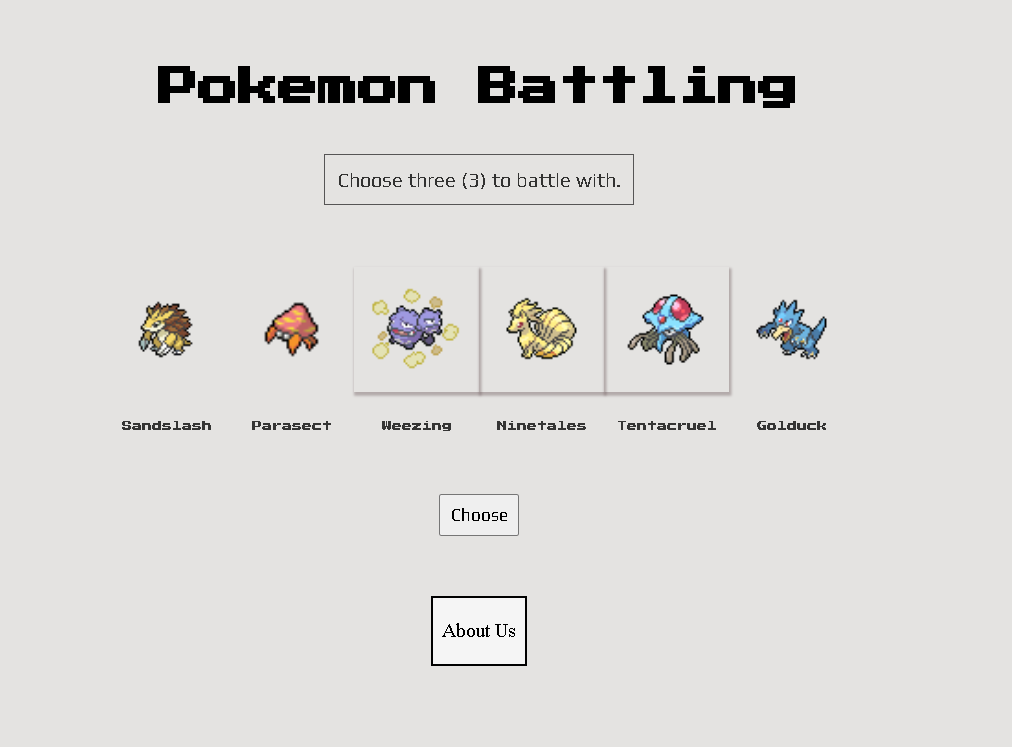 Pokemon Battling
Choose three (3) to battle with.
Sandslash Parasect Weezing Ninetales Tentacruel Golduck
Choose
About Us